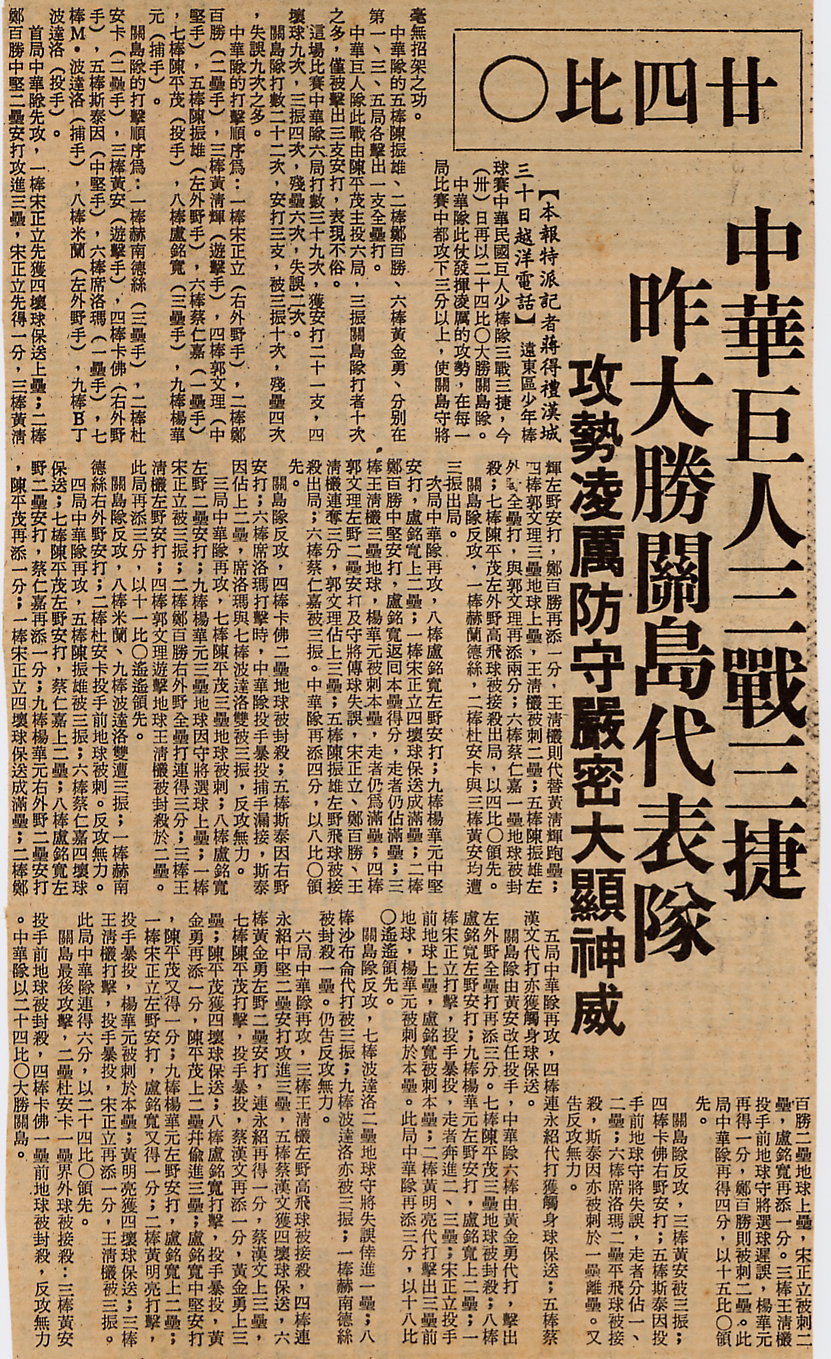 廿四比〇
中華巨人三戰三捷
昨大勝關島代表隊
攻勢凌厲防守嚴密大顯神威
【本報特派記者蔣得禮漢城
三十日越洋電話】遠東區少年棒
球賽中華民國巨人少棒隊三戰三捷，今
（卅）日再以二十四比〇大勝關島隊。
中華隊此仗發揮凌厲的攻勢，在每一
局比賽中都攻下三分以上，使關島守將
毫無招架之功。
中華隊的五棒陳振雄、二棒鄭百勝、六棒黃金勇、分別在
第一、三、五局各擊出一支全壘打。
中華巨人隊此戰由陳平茂主投六局，三振關島隊打者十次
之多，僅被擊出三支安打，表現不俗。
這場比賽中華隊六局打數三十九次，獲安打二十一支，四
壞球九次，三振四次，殘壘六次，失誤二次。
關島隊打數二十二次，安打三支，被三振十次，殘壘四次
，失誤九次之多。
中華隊的打擊順序為：一棒宋正立（右外野手），二棒鄭
百勝（二壘手），三棒黃清輝（遊擊手），四棒郭文理（中
堅手），五棒陳振雄（左外野手），六棒蔡仁嘉（一壘手）
，七棒陳平茂（投手），八棒盧銘寬（三壘手），九棒楊華
元（捕手）。
關島隊的打擊順序為：一棒赫南德絲（三壘手），二棒杜
安卡（二壘手），三棒黃安（遊擊手），四棒卡佛（右外野
手），五棒斯泰因（中堅手），六棒席洛瑪（一壘手），七
棒M·波達洛（捕手），八棒米蘭（左外野手），九棒B丁
波達洛（投手）。
首局中華隊先攻，一棒宋正立先獲四壞球保送上壘；二棒
鄭百勝中堅二壘安打攻進三壘，宋正立先得一分，三棒黃清
輝左野安打，鄭百勝再添一分，王清欉則代替黃清輝跑壘；
四棒郭文理三壘地球上壘，王清欉被刺二壘；五棒陳振雄左
外野全壘打，與郭文理再添兩分；六棒蔡仁嘉一壘地球被封
殺；七棒陳平茂左外野高飛球被接殺出局，以四比〇領先。
關島隊反攻，一棒赫蘭德絲，二棒杜安卡與三棒黃安均遭
三振出局。
次局中華隊再攻，八棒盧銘寬左野安打；九棒楊華元中堅
安打，盧銘寬上二壘；一棒宋正立四壞球保送成滿壘；二棒
鄭百勝中堅安打，盧銘寬返回本壘得分，走者仍佔滿壘；三
棒王清欉三壘地球，楊華元被刺本壘，走者仍為滿壘；四棒
郭文理左野二壘安打及守將傳球失誤，宋正立、鄭百勝、王
清欉連奪三分，郭文理佔上三壘；五棒陳振雄左野飛球被接
殺出局；六棒蔡仁嘉被三振。中華隊再添四分，以八比〇領
先。
關島隊反攻，四棒卡佛二壘地球被封殺；五棒斯泰因右野
安打；六棒席洛瑪打擊時，中華隊投手暴投捕手漏接，斯泰
因佔上二壘，席洛瑪與七棒波達洛雙被三振，反攻無力。
三局中華隊再攻，七棒陳平茂三壘地球被刺；八棒盧銘寬
左野二壘安打；九棒楊華元三壘地球因守將選球上壘；一棒
宋正立被三振；二棒鄭百勝右外野全壘打連得三分；三棒王
清欉左野安打；四棒郭文理遊擊地球王清欉被封殺於二壘。
此局再添三分，以十一比〇遙遙領先。
關島隊反攻，八棒米蘭、九棒波達洛雙遭三振；一棒赫南
德絲右外野安打；二棒杜安卡投手前地球被刺。反攻無力。
四局中華隊再攻，五棒陳振雄被三振；六棒蔡仁嘉四壞球
保送；七棒陳平茂左野安打，蔡仁嘉上二壘；八棒盧銘寬左
野二壘安打，蔡仁嘉再添一分；九棒楊華元右外野二壘安打
，陳平茂再添一分；一棒宋正立四壞球保送成滿壘；二棒鄭
百勝二壘地球上壘，宋正立被刺二
壘，盧銘寬再添一分。三棒王清欉
投手前地球守將選球遲誤，楊華元
再得一分，鄭百勝則被刺二壘。此
局中華隊再得四分，以十五比〇領
先。
關島隊反攻，三棒黃安被三振；
四棒卡佛右野安打；五棒斯泰因投
手前地球守將失誤，走者分佔一、
二壘；六棒席洛瑪二壘平飛球被接
殺，斯泰因亦被刺於一壘離壘。又
告反攻無力。
五局中華隊再攻，四棒連永紹代打獲觸身球保送；五棒蔡
漢文代打亦獲觸身球保送。
關島隊由黃安改任投手，中華隊六棒由黃金勇代打，擊出
左外野全壘打再添三分。七棒陳平茂三壘地球被封殺；八棒
盧銘寬左野安打；九棒楊華元左野安打，盧銘寬上二壘；一
棒宋正立打擊，投手暴投，走者奔進二、三壘；宋正立投手
前地球上壘，盧銘寬被刺本壘；二棒黃明亮代打擊出三壘前
地球，楊華元被刺於本壘。此局中華隊再添三分，以十八比
〇遙遙領先。
關島隊反攻，七棒波達洛二壘地球守將失誤倖進一壘；八
棒沙布侖代打被三振；九棒波達洛亦被三振；一棒赫南德絲
被封殺一壘。仍告反攻無力。
六局中華隊再攻，三棒王清欉左野高飛球被接殺，四棒連
永紹中堅二壘安打攻進三壘，五棒蔡漢文獲四壞球保送，六
棒黃金勇左野二壘安打，連永紹再得一分，蔡漢文上三壘，
七棒陳平茂打擊，投手暴投，蔡漢文再添一分，黃金勇上三
壘；陳平茂獲四壞球保送；八棒盧銘寬打擊，投手暴投，黃
金勇再添一分，陳平茂上二壘并偷進三壘；盧銘寬中堅安打
，陳平茂又得一分；九棒楊華元左野安打，盧銘寬上二壘；
一棒宋正立左野安打，盧銘寬又得一分；二棒黃明亮打擊，
投手暴投，楊華元被刺於本壘；黃明亮獲四壞球保送；三棒
王清欉打擊，投手暴投，宋正立再添一分，王清欉被三振。
此局中華隊連得六分，以二十四比〇領先。
關島最後攻擊，二壘杜安卡一壘界外球被接殺：三棒黃安
投手前地球被封殺，四棒卡佛一壘前地球被封殺，反攻無力
。中華隊以二十四比〇大勝關島。